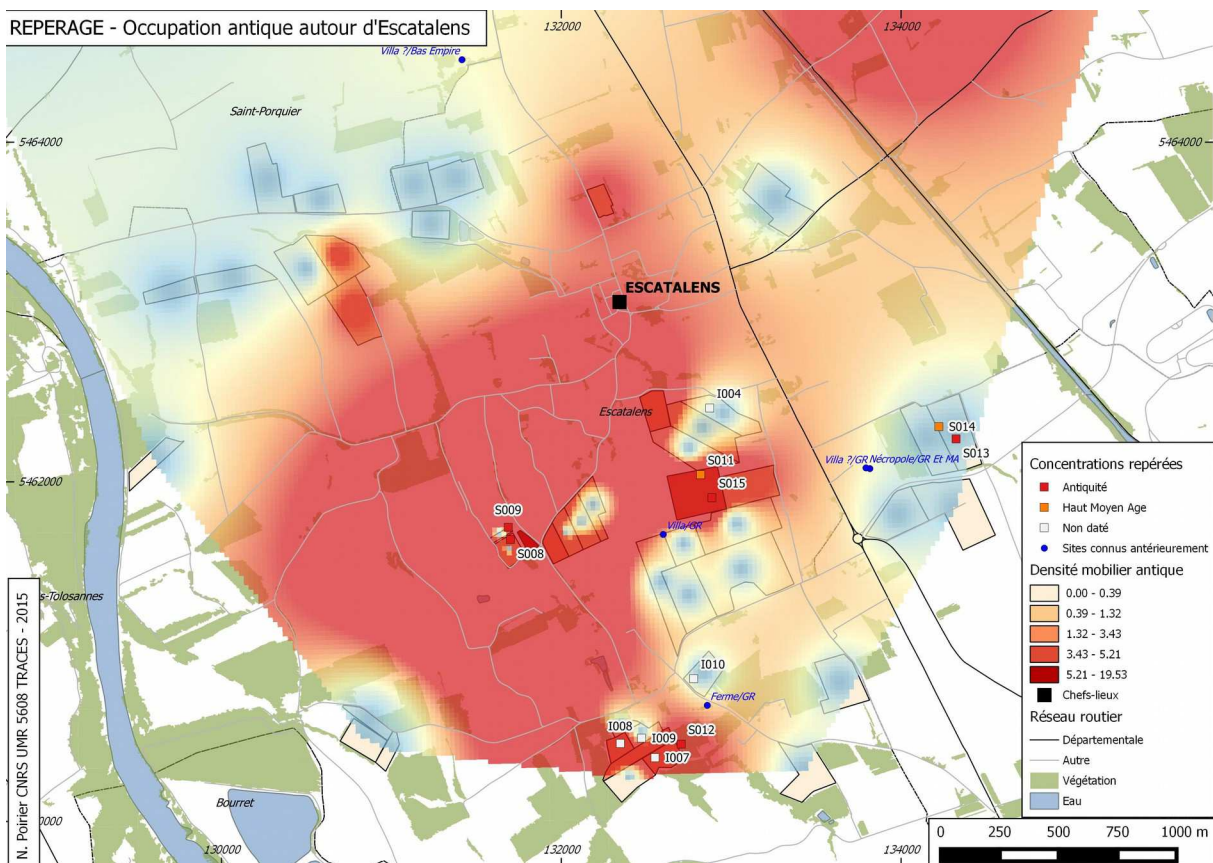 REPERAGE - Occupation antique autour d'Escatalens
132000
134000
Villa ?/Bas Empire
Saint-Porquier
5464000
5464000
ESCATALENS
I004
Escatalens
S014
S011
S013
Villa ?/GR
Nécropole/GR Et MA
5462000
S015
S009
Villa/GR
S008
s-Tolosannes
I010
Ferme/GR
I008
S012
I009
I007
Bourret
0000
130000
132000
134000
N. Poirier CNRS UMR 5608 TRACES - 2015
Concentrations repérées
Antiquité
Haut Moyen Age
Non daté
Sites connus antérieurement
Densité mobilier antique
0.00 - 0.39
0.39 - 1.32
1.32 - 3.43
3.43 - 5.21
5.21 - 19.53
Chefs-lieux
Réseau routier
Départementale
Autre
Végétation
Eau
0 250 500 750 1000 m